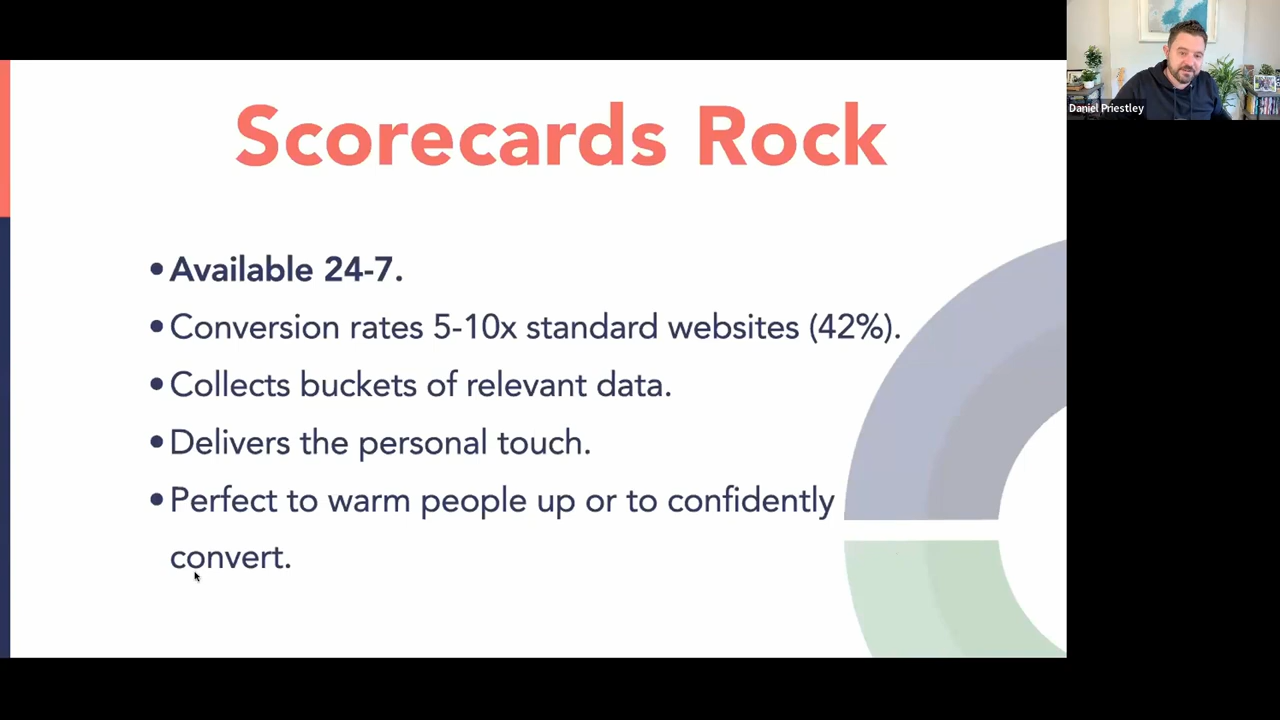 Scorecards Rock
•Available 24-7.
•Conversion rates 5-10x standard websites (42%).
•Collects buckets of relevant data.
•Delivers the personal touch.
•Perfect to warm people up or to confidently
convert.
Daniel Priestley